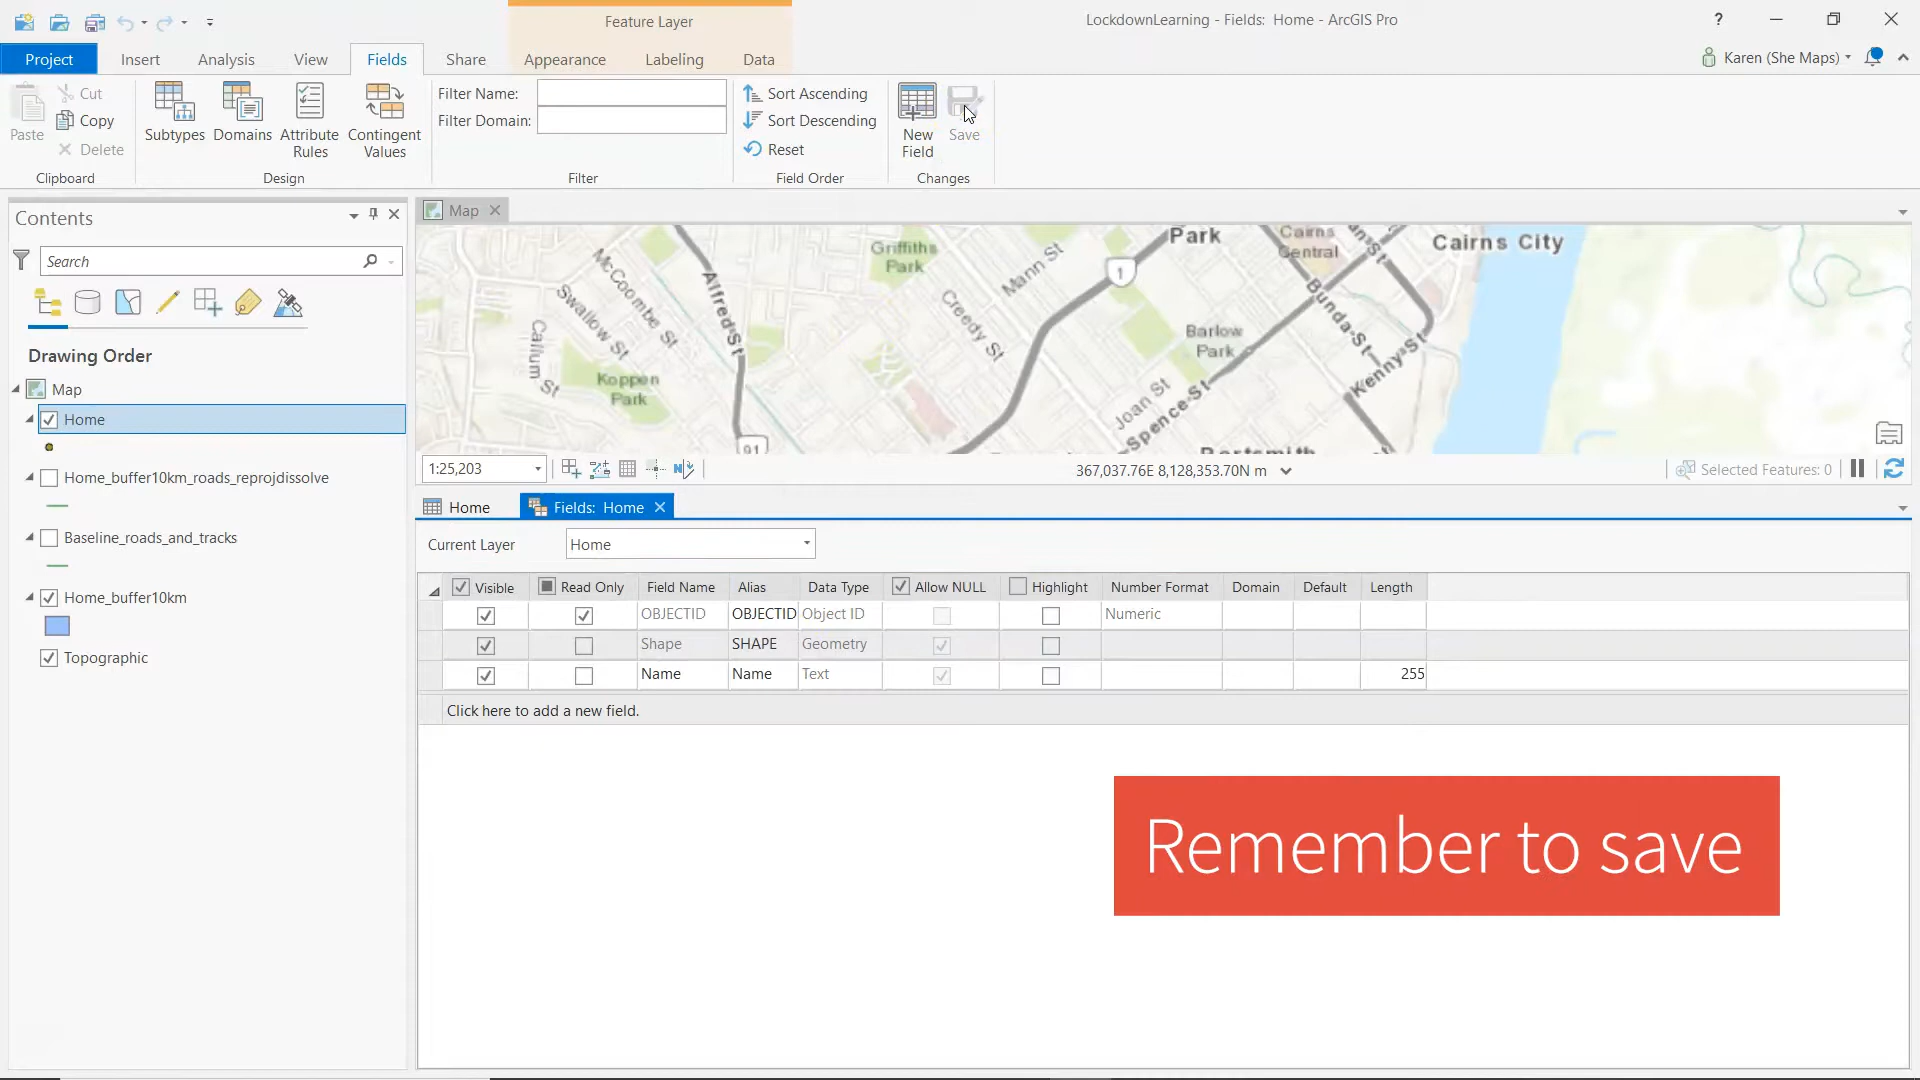 Feature Layer
LockdownLearning - Fields: Home - ArcGIS Pro
?
Project Insert Analysis View Fields Share Appearance Labeling Data
Karen (She Maps)
Paste
Cut
Copy
Delete
Clipboard
Subtypes
Domains
Attribute
Rules
Contingent
Values
Design
Filter Name:
Filter Domain:
Filter
Sort Ascending
Sort Descending
Reset
Field Order
New
Field
Save
Changes
Contents
Search
Drawing Order
Map
Home
Home_buffer10km_roads_reprojdissolve
Baseline_roads_and_tracks
Home_buffer10km
Topographic
Map
Griffiths
Park
Park
Cairns
Central
Cairns City
McCoombe St
Swallow St
Callum St
Alfred St
Koppen
Park
Creedy St
Mann St
1
Barlow
Park
Bunda St
Kenny St
Joan St
Spence St
91
1:25,203
367,037.76E 8,128,353.70N m
Selected Features: 0
Home
Fields: Home
Current Layer Home
Visible Read Only Field Name Alias Data Type Allow NULL Highlight Number Format Domain Default Length
OBJECTID OBJECTID Object ID Numeric
Shape SHAPE Geometry
Name Name Text 255
Click here to add a new field.
Remember to save